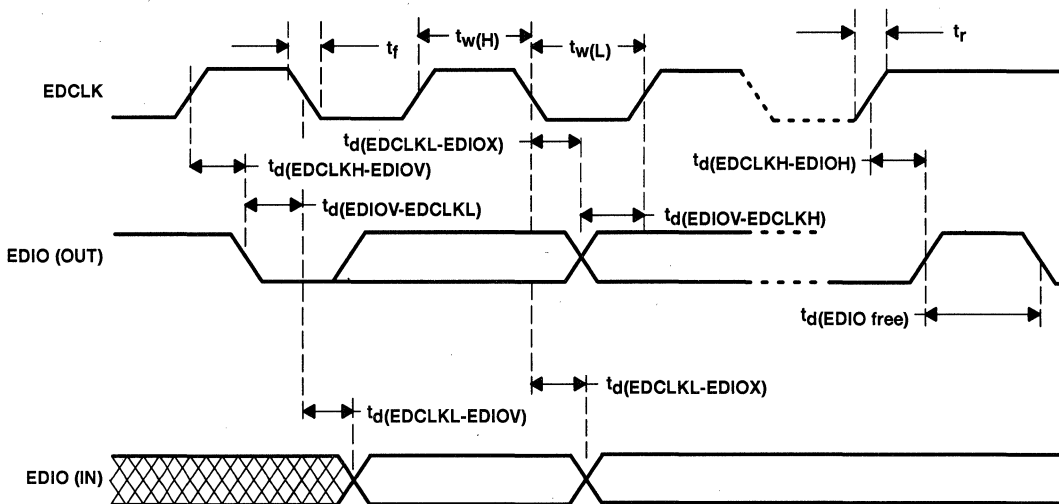 tf
tw(H)
tw(L)
tr
EDCLK
td(EDCLKL-EDIOX)
td(EDCLKH-EDIOV)
td(EDCLKH-EDIOH)
td(EDIOV-EDCLKL)
td(EDIOV-EDCLKH)
EDIO (OUT)
td(EDIO free)
td(EDCLKL-EDIOX)
td(EDCLKL-EDIOV)
EDIO (IN)